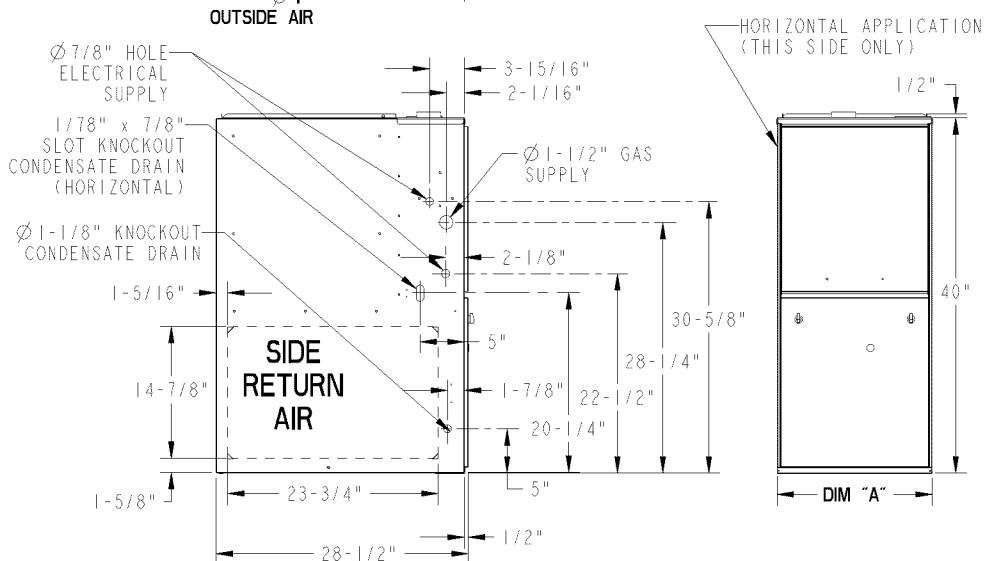 OUTSIDE AIR
Ø 7/8" HOLE
ELECTRICAL
SUPPLY
1/78" x 7/8"
SLOT KNOCKOUT
CONDENSATE DRAIN
(HORIZONTAL)
Ø 1-1/8" KNOCKOUT
CONDENSATE DRAIN
1-5/16"
14-7/8"
1-5/8"
SIDE
RETURN
AIR
23-3/4"
28-1/2"
1/2"
3-15/16"
2-1/16"
Ø 1-1/2" GAS
SUPPLY
2-1/8"
5"
1-7/8"
5"
20-1/4"
22-1/2"
28-1/4"
30-5/8"
HORIZONTAL APPLICATION
(THIS SIDE ONLY)
1/2"
40"
DIM "A"